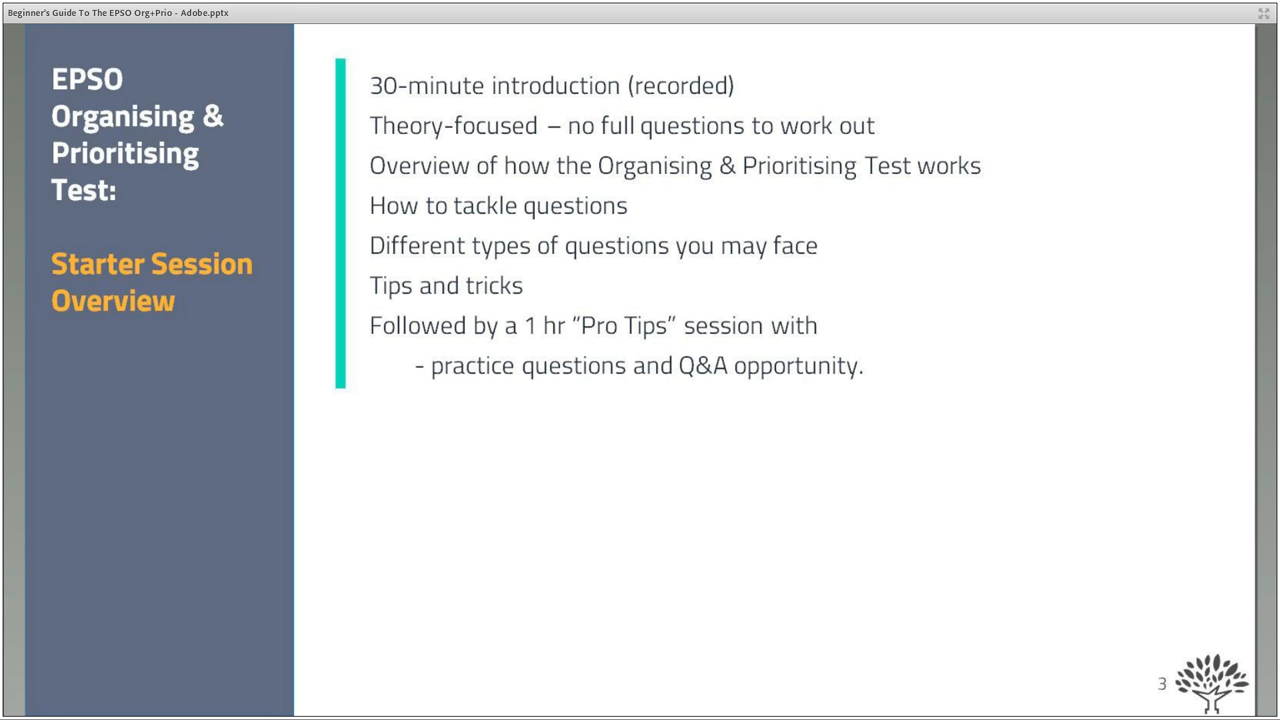 Beginner's Guide To The EPSO Org+Prio - Adobe.pptx
EPSO
Organising &
Prioritising
Test:
Starter Session
Overview
30-minute introduction (recorded)
Theory-focused – no full questions to work out
Overview of how the Organising & Prioritising Test works
How to tackle questions
Different types of questions you may face
Tips and tricks
Followed by a 1 hr “Pro Tips” session with
- practice questions and Q&A opportunity.
3